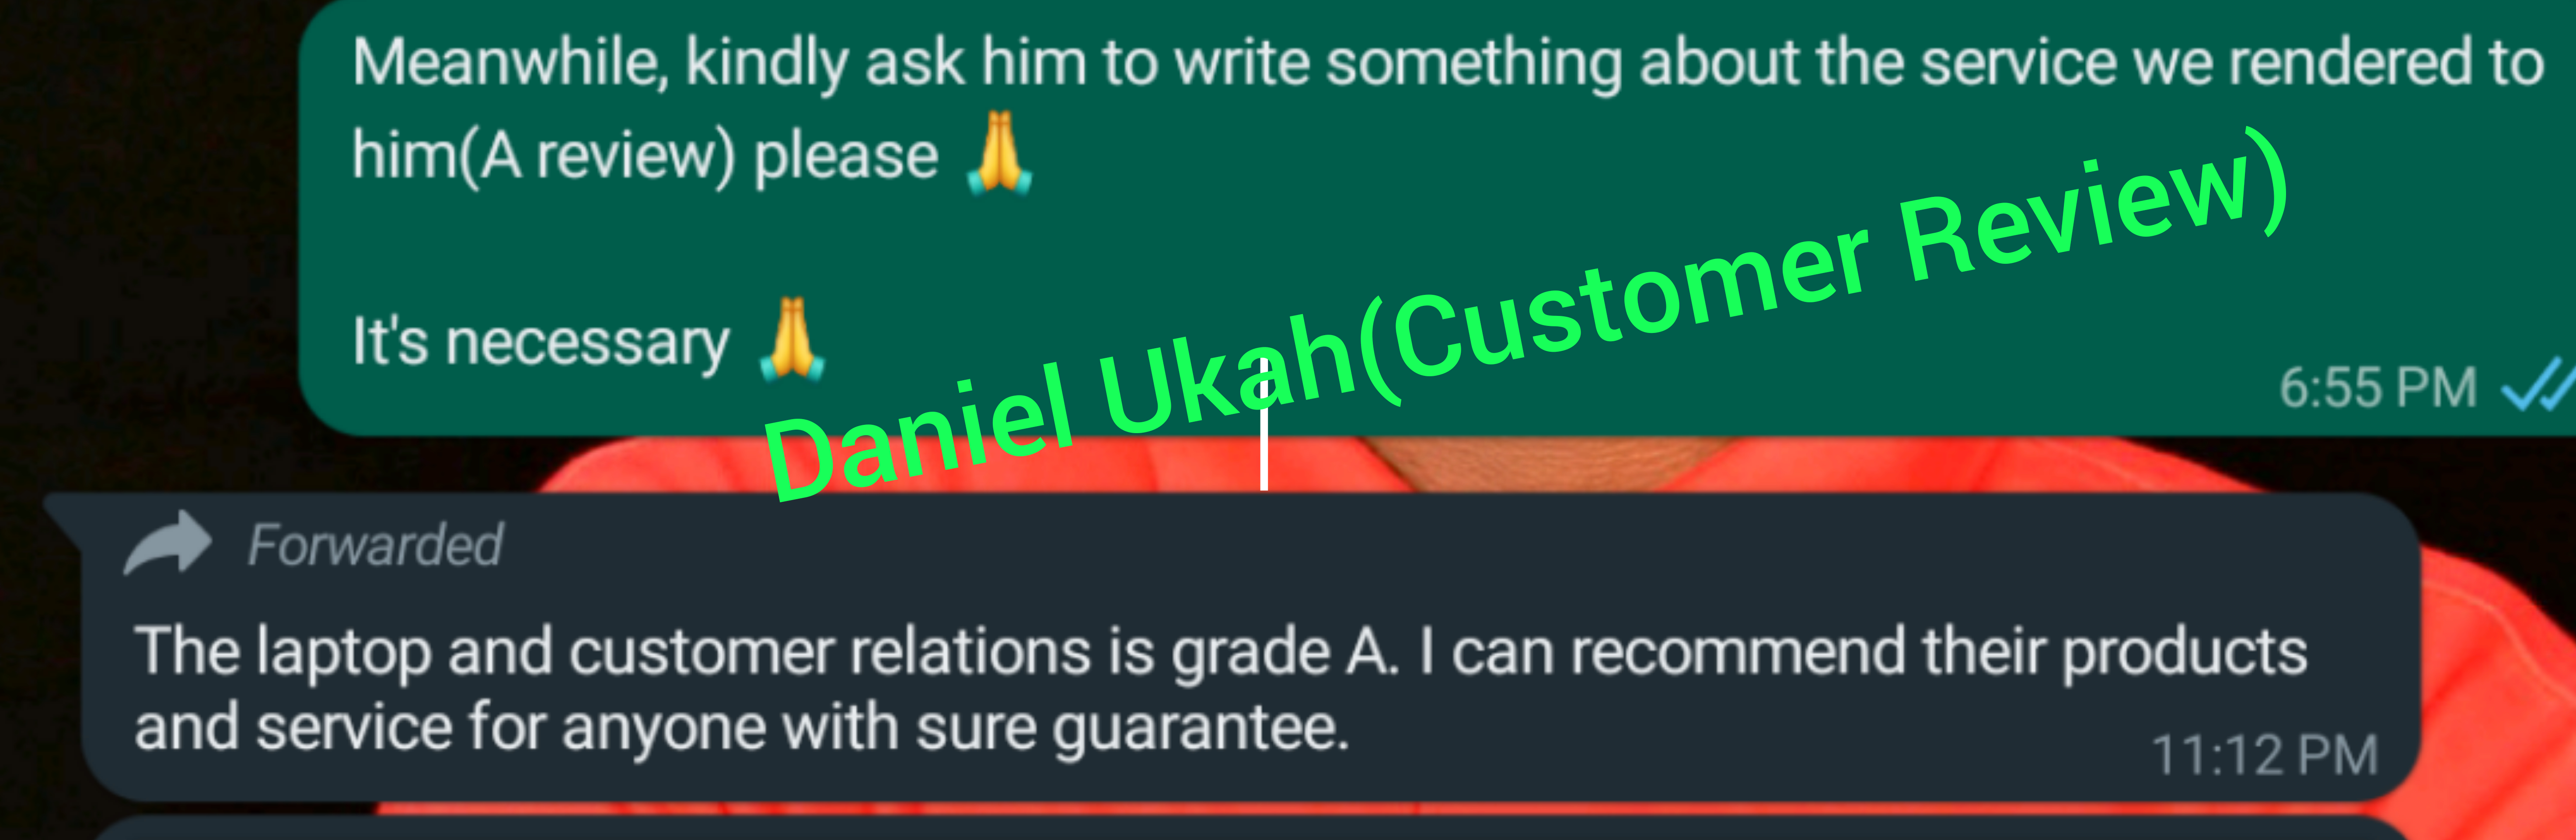 Meanwhile, kindly ask him to write something about the service we rendered to
him(A review) please 🙏
It's necessary 🙏
6:55 PM
Daniel Ukah(Customer Review)
Forwarded
The laptop and customer relations is grade A. I can recommend their products
and service for anyone with sure guarantee.
11:12 PM